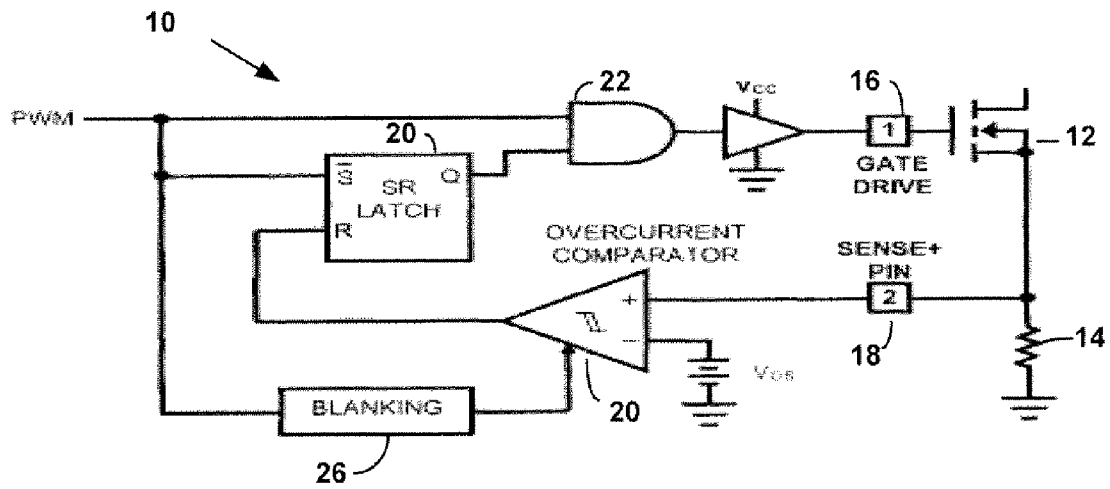 10
22
VCC
16
PWM
20
1
12
S̅ Q
GATE
DRIVE
SR
LATCH
R
OVERCURRENT
COMPARATOR
SENSE+
PIN
+
2
−
14
18
VOS
BLANKING
20
26